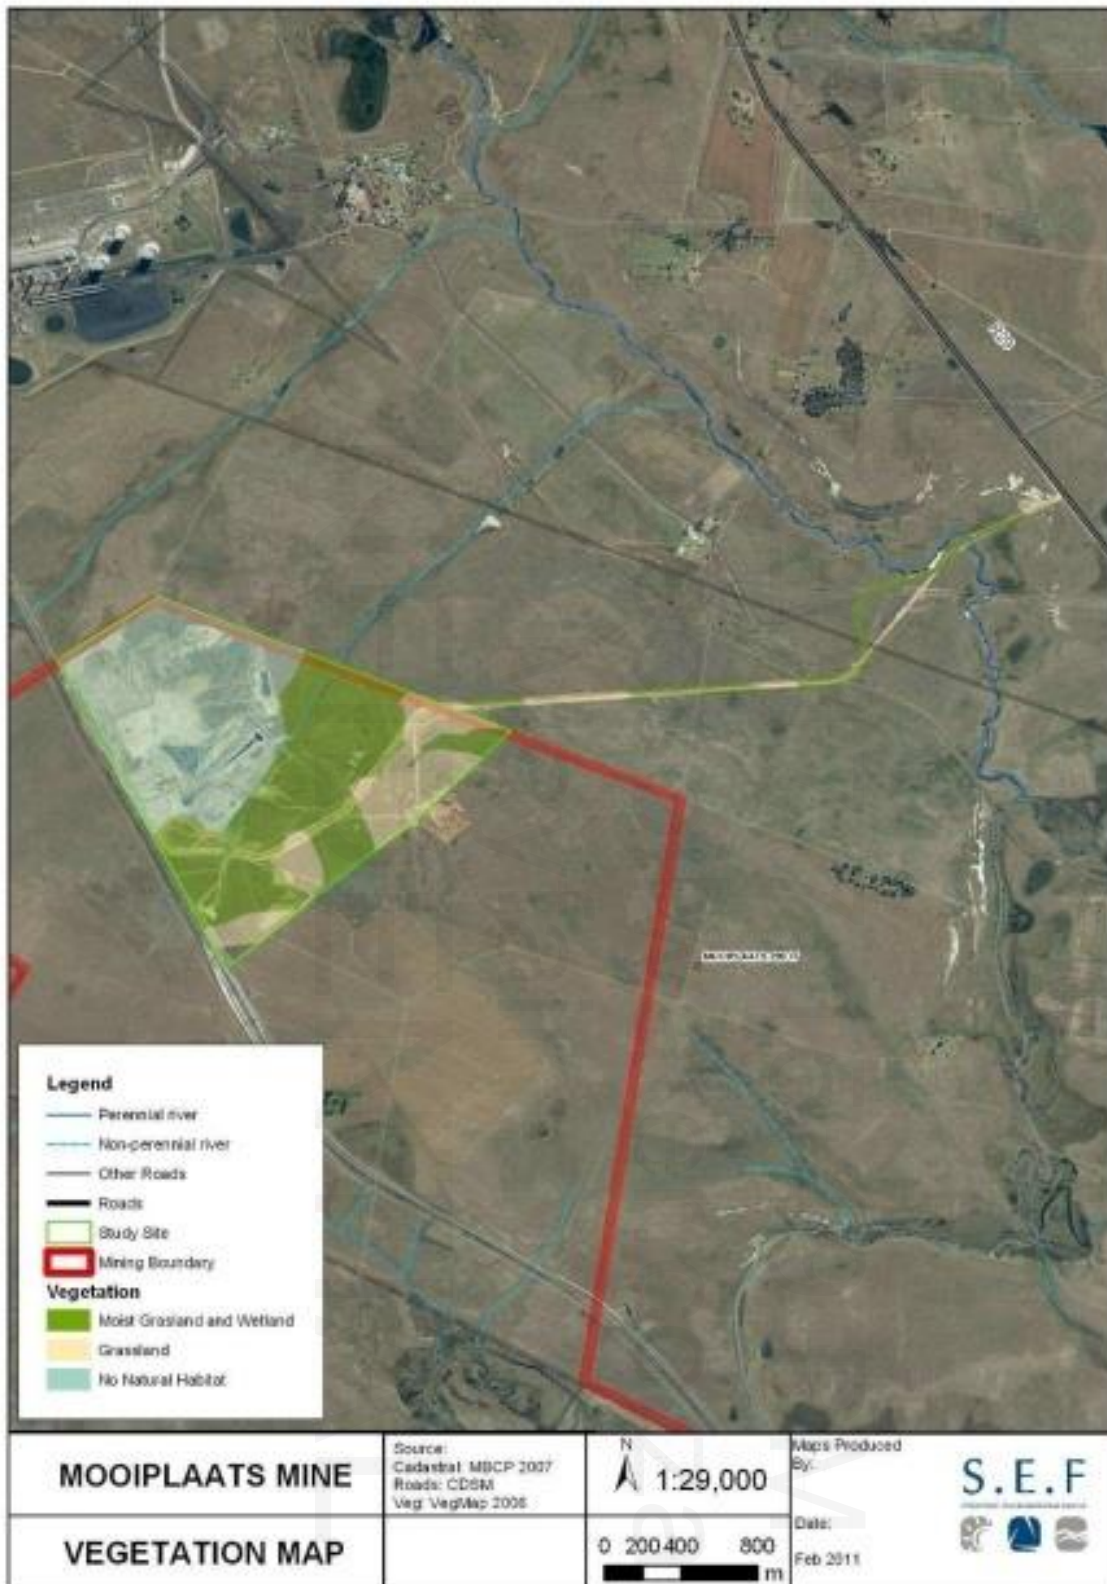 Legend
Perennial river
Non-perennial river
Other Roads
Roads
Study Site
Mining Boundary
Vegetation
Moist Grasland and Wetland
Grassland
No Natural Habitat
MOOIPLAATS MINE
VEGETATION MAP
Source:
Cadastral: MBCP 2007
Roads: CDSM
Veg: VegMap 2006
N
1:29,000
0 200 400 800
m
Maps Produced
By:
Date:
Feb 2011
S.E.F